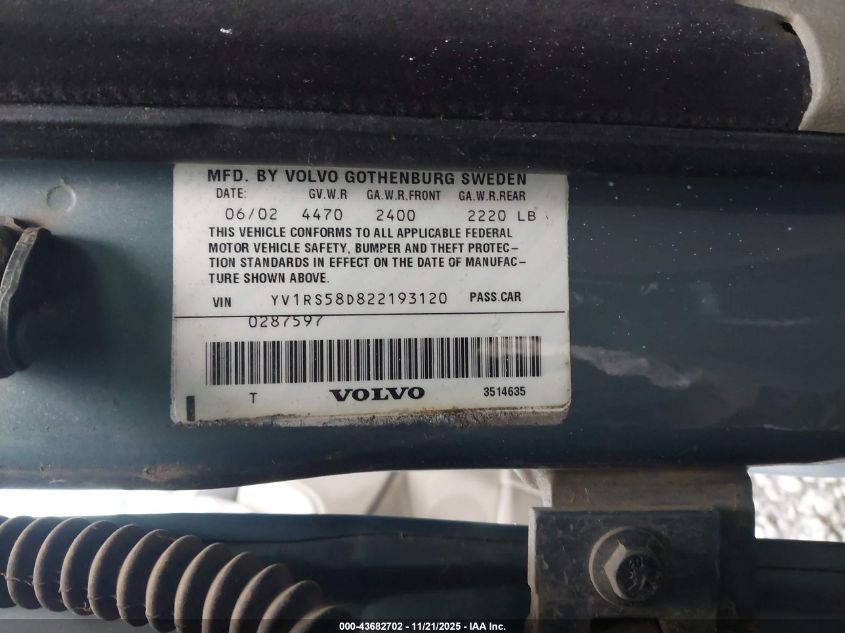 MFD. BY VOLVO GOTHENBURG SWEDEN
DATE: GV.W.R GA.W.R.FRONT GA.W.R.REAR
06/02 4470 2400 2220 LB
THIS VEHICLE CONFORMS TO ALL APPLICABLE FEDERAL
MOTOR VEHICLE SAFETY, BUMPER AND THEFT PROTEC-
TION STANDARDS IN EFFECT ON THE DATE OF MANUFAC-
TURE SHOWN ABOVE.
VIN YV1RS58D822193120 PASS.CAR
0287597
T VOLVO 3514635
000-43682702 - 11/21/2025 - IAA Inc.